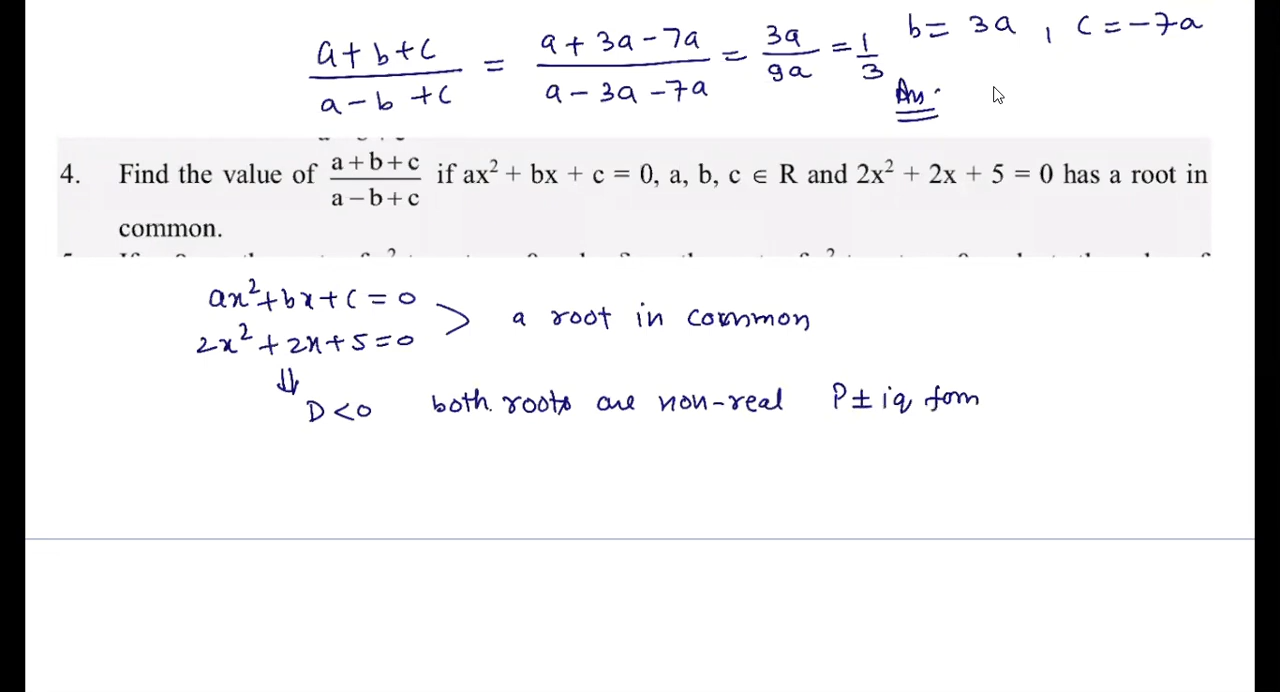 b = 3a , c = -7a
a+b+c / a-b+c = a+3a-7a / a-3a-7a = 3a / 9a = 1/3
Ans.
4. Find the value of a+b+c / a−b+c if ax² + bx + c = 0, a, b, c ∈ R and 2x² + 2x + 5 = 0 has a root in
common.
ax²+bx+c = 0
2x²+2x+5=0 > a root in common
⇓
D<0 both roots are non-real P± iq form